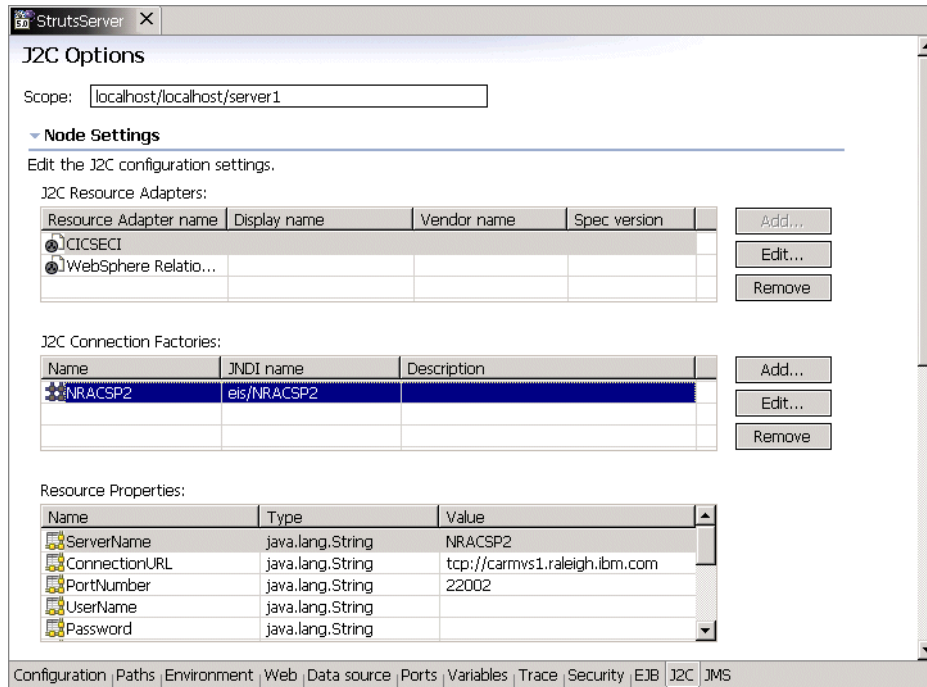 5.0 StrutsServer X
J2C Options
Scope: localhost/localhost/server1
Node Settings
Edit the J2C configuration settings.
J2C Resource Adapters:
Resource Adapter name Display name Vendor name Spec version
Add...
CICSECI
Edit...
WebSphere Relatio...
Remove
J2C Connection Factories:
Name JNDI name Description
Add...
NRACSP2 eis/NRACSP2
Edit...
Remove
Resource Properties:
Name Type Value
ServerName java.lang.String NRACSP2
ConnectionURL java.lang.String tcp://carmvs1.raleigh.ibm.com
PortNumber java.lang.String 22002
UserName java.lang.String
Password java.lang.String
Configuration Paths Environment Web Data source Ports Variables Trace Security EJB J2C JMS